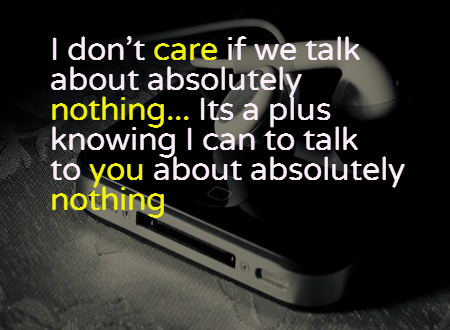 I don't care if we talk
about absolutely
nothing... Its a plus
knowing I can to talk
to you about absolutely
nothing